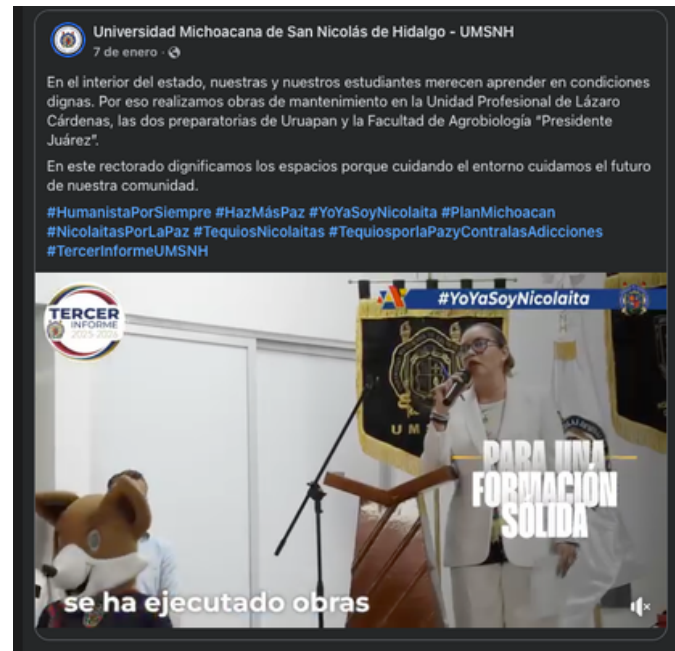 Universidad Michoacana de San Nicolás de Hidalgo - UMSNH
7 de enero ·
En el interior del estado, nuestras y nuestros estudiantes merecen aprender en condiciones
dignas. Por eso realizamos obras de mantenimiento en la Unidad Profesional de Lázaro
Cárdenas, las dos preparatorias de Uruapan y la Facultad de Agrobiología “Presidente
Juárez”.
En este rectorado dignificamos los espacios porque cuidando el entorno cuidamos el futuro
de nuestra comunidad.
#HumanistaPorSiempre #HazMásPaz #YoYaSoyNicolaita #PlanMichoacan
#NicolaitasPorLaPaz #TequiosNicolaitas #TequiosporlaPazyContralasAdicciones
#TercerInformeUMSNH
#YoYaSoyNicolaita
TERCER
INFORME
2025-2026
U M
PARA UNA
FORMACIÓN
SÓLIDA
se ha ejecutado obras